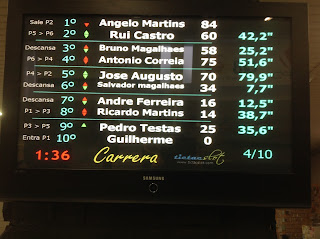 Sale P2 1º Angelo Martins 84
P5 > P6 2º Rui Castro 60 42,2"
Descansa 3º Bruno Magalhaes 58 25,2"
P6 > P4 4º Antonio Correia 75 51,6"
P4 > P2 5º Jose Augusto 70 79,9"
Descansa 6º Salvador magalhaes 34 7,7"
Descansa 7º Andre Ferreira 16 12,5"
P1 > P3 8º Ricardo Martins 14 38,7"
P3 > P5 9º Pedro Testas 25 35,6"
Entra P1 10º Guilherme 0
1:36 Carrera 4/10
SAMSUNG